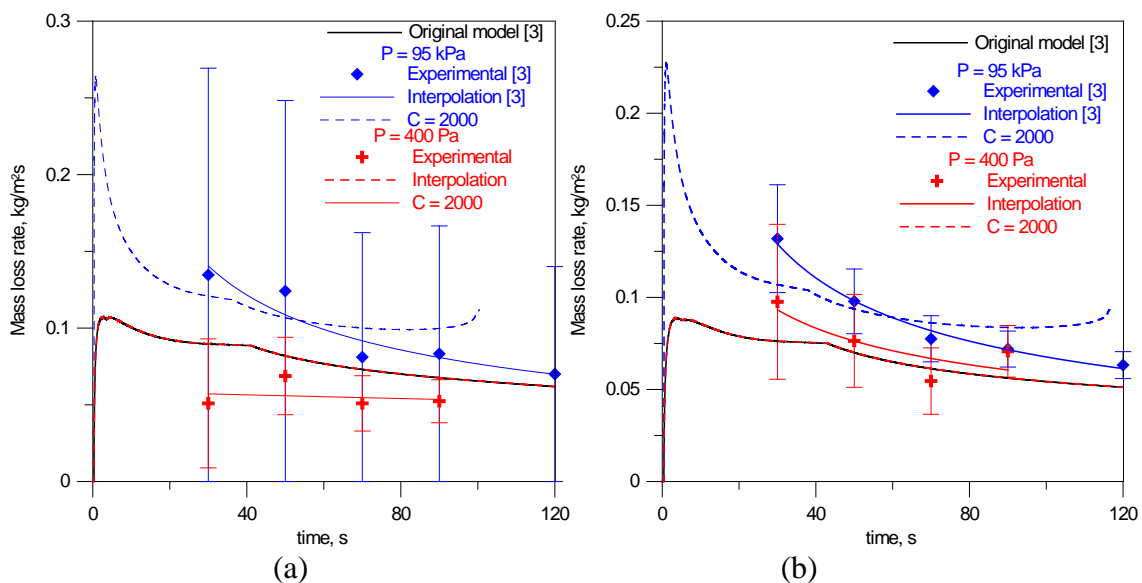 0.3
0.2
0.1
0
Mass loss rate, kg/m²s
Original model [3]
P = 95 kPa
Experimental [3]
Interpolation [3]
C = 2000
P = 400 Pa
Experimental
Interpolation
C = 2000
0 40 80 120
time, s
(a)
0.25
0.2
0.15
0.1
0.05
0
Mass loss rate, kg/m²s
Original model [3]
P = 95 kPa
Experimental [3]
Interpolation [3]
C = 2000
P = 400 Pa
Experimental
Interpolation
C = 2000
0 40 80 120
time, s
(b)